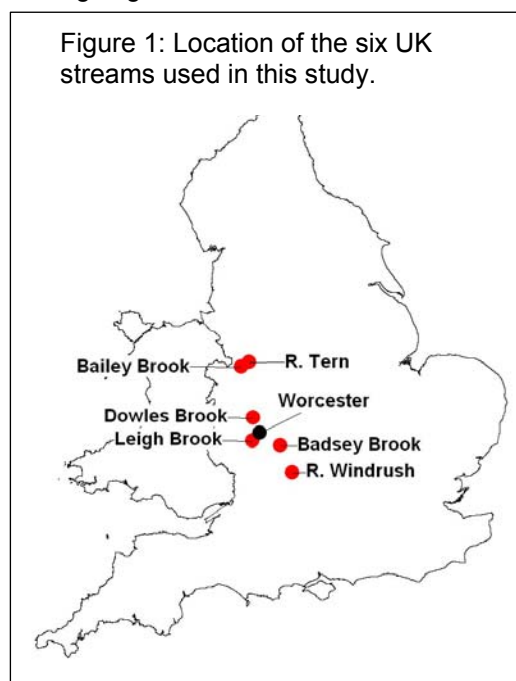 Figure 1: Location of the six UK
streams used in this study.
Bailey Brook
R. Tern
Dowles Brook
Worcester
Leigh Brook
Badsey Brook
R. Windrush